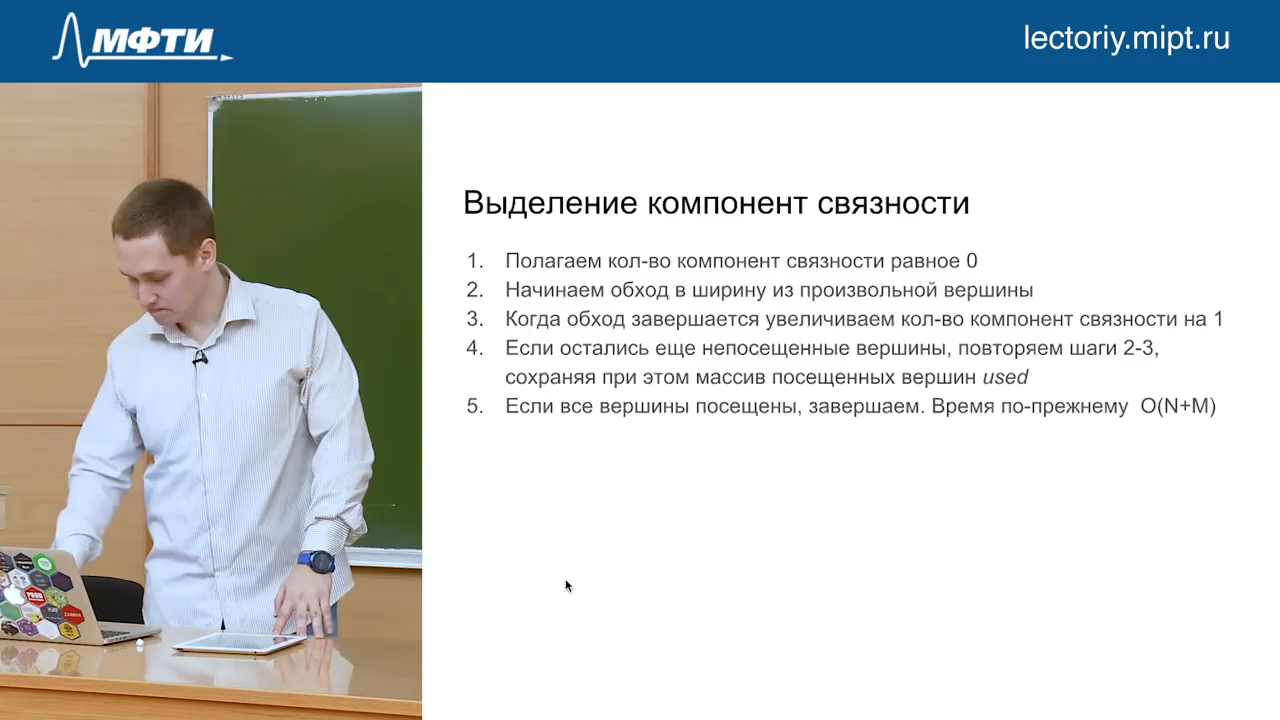 МФТИ
lectoriy.mipt.ru
Выделение компонент связности
1. Полагаем кол-во компонент связности равное 0
2. Начинаем обход в ширину из произвольной вершины
3. Когда обход завершается увеличиваем кол-во компонент связности на 1
4. Если остались еще непосещенные вершины, повторяем шаги 2-3,
сохраняя при этом массив посещенных вершин used
5. Если все вершины посещены, завершаем. Время по-прежнему O(N+M)